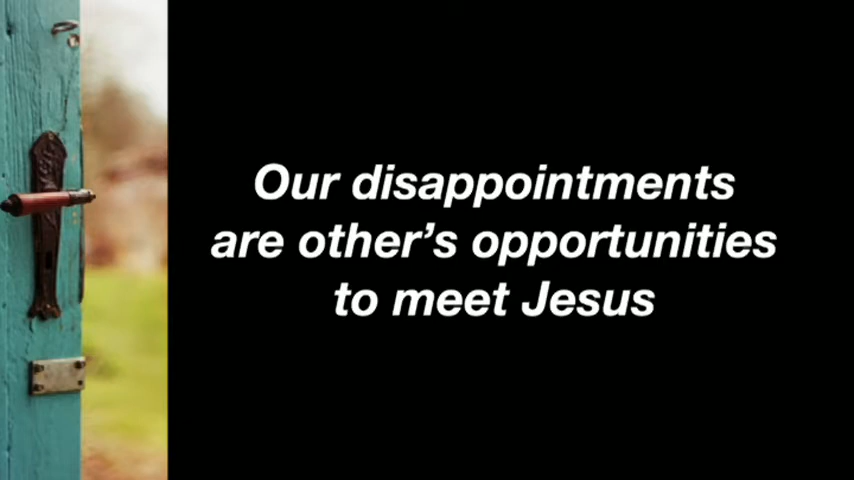 Our disappointments
are other’s opportunities
to meet Jesus